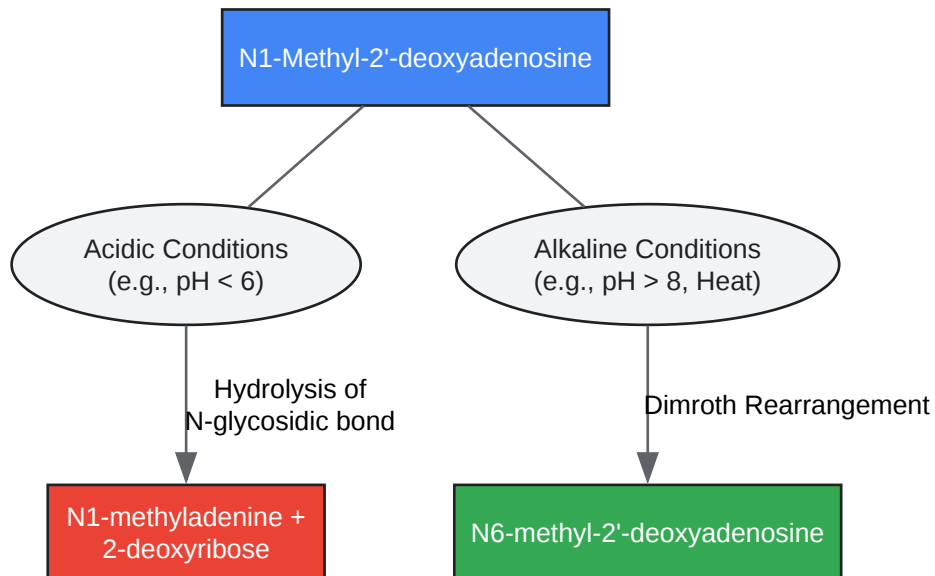 N1-Methyl-2'-deoxyadenosine
Acidic Conditions
(e.g., pH < 6)
Alkaline Conditions
(e.g., pH > 8, Heat)
Hydrolysis of
N-glycosidic bond
Dimroth Rearrangement
N1-methyladenine +
2-deoxyribose
N6-methyl-2'-deoxyadenosine